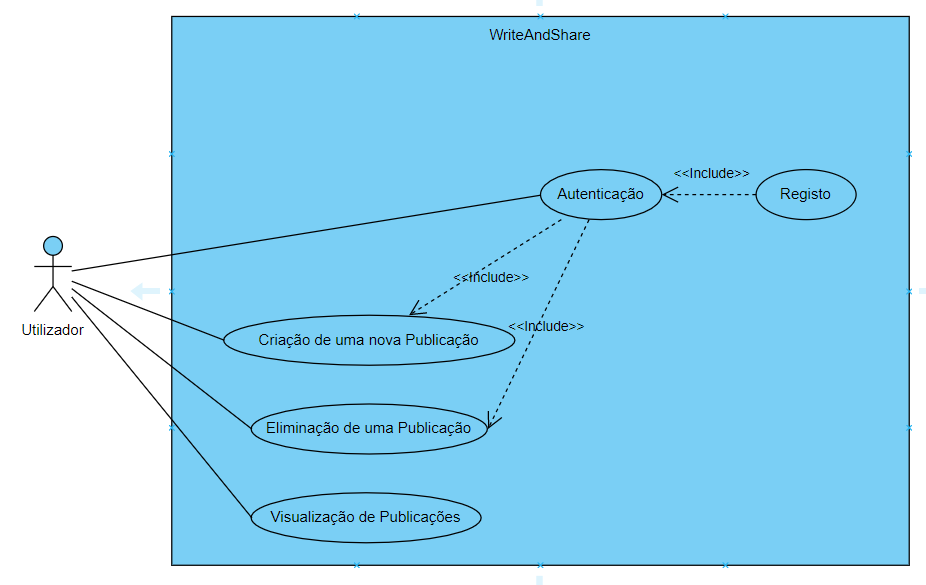 WriteAndShare
<<Include>>
Autenticação
Registo
<<Include>>
Utilizador
<<Include>>
Criação de uma nova Publicação
Eliminação de uma Publicação
Visualização de Publicações